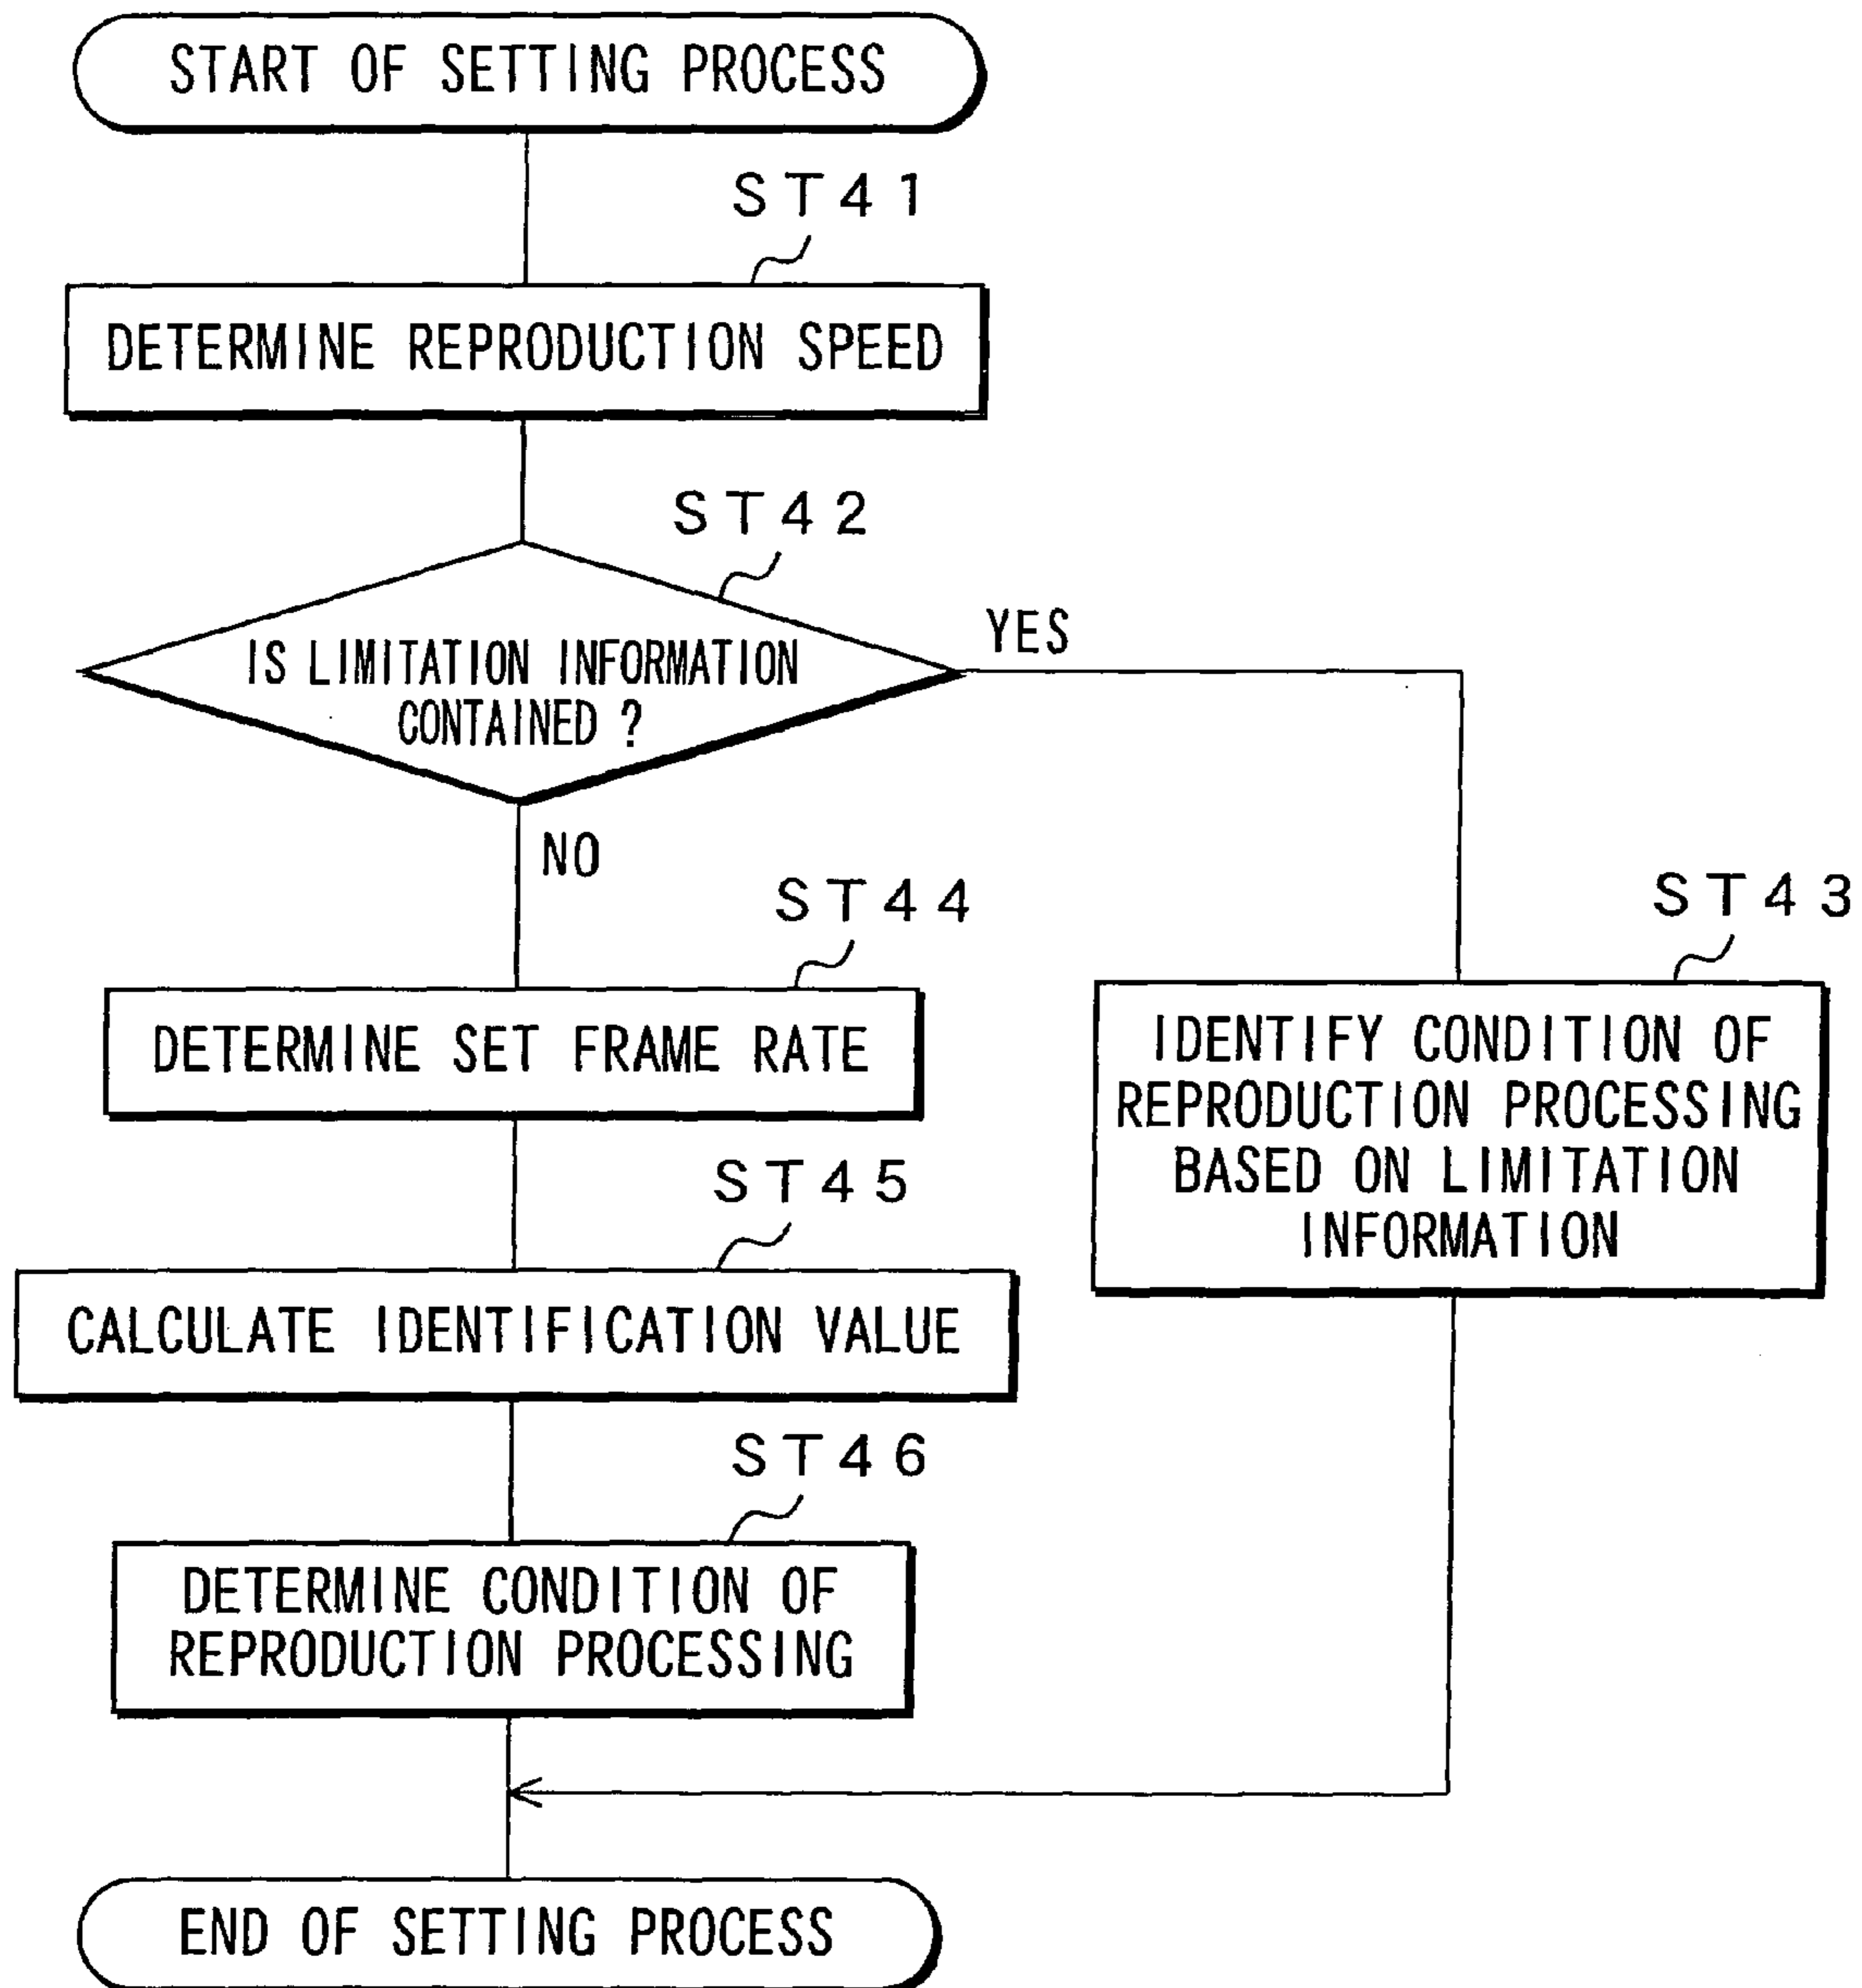 START OF SETTING PROCESS
ST41
DETERMINE REPRODUCTION SPEED
ST42
IS LIMITATION INFORMATION
CONTAINED ?
YES
NO
ST43
IDENTIFY CONDITION OF
REPRODUCTION PROCESSING
BASED ON LIMITATION
INFORMATION
ST44
DETERMINE SET FRAME RATE
ST45
CALCULATE IDENTIFICATION VALUE
ST46
DETERMINE CONDITION OF
REPRODUCTION PROCESSING
END OF SETTING PROCESS